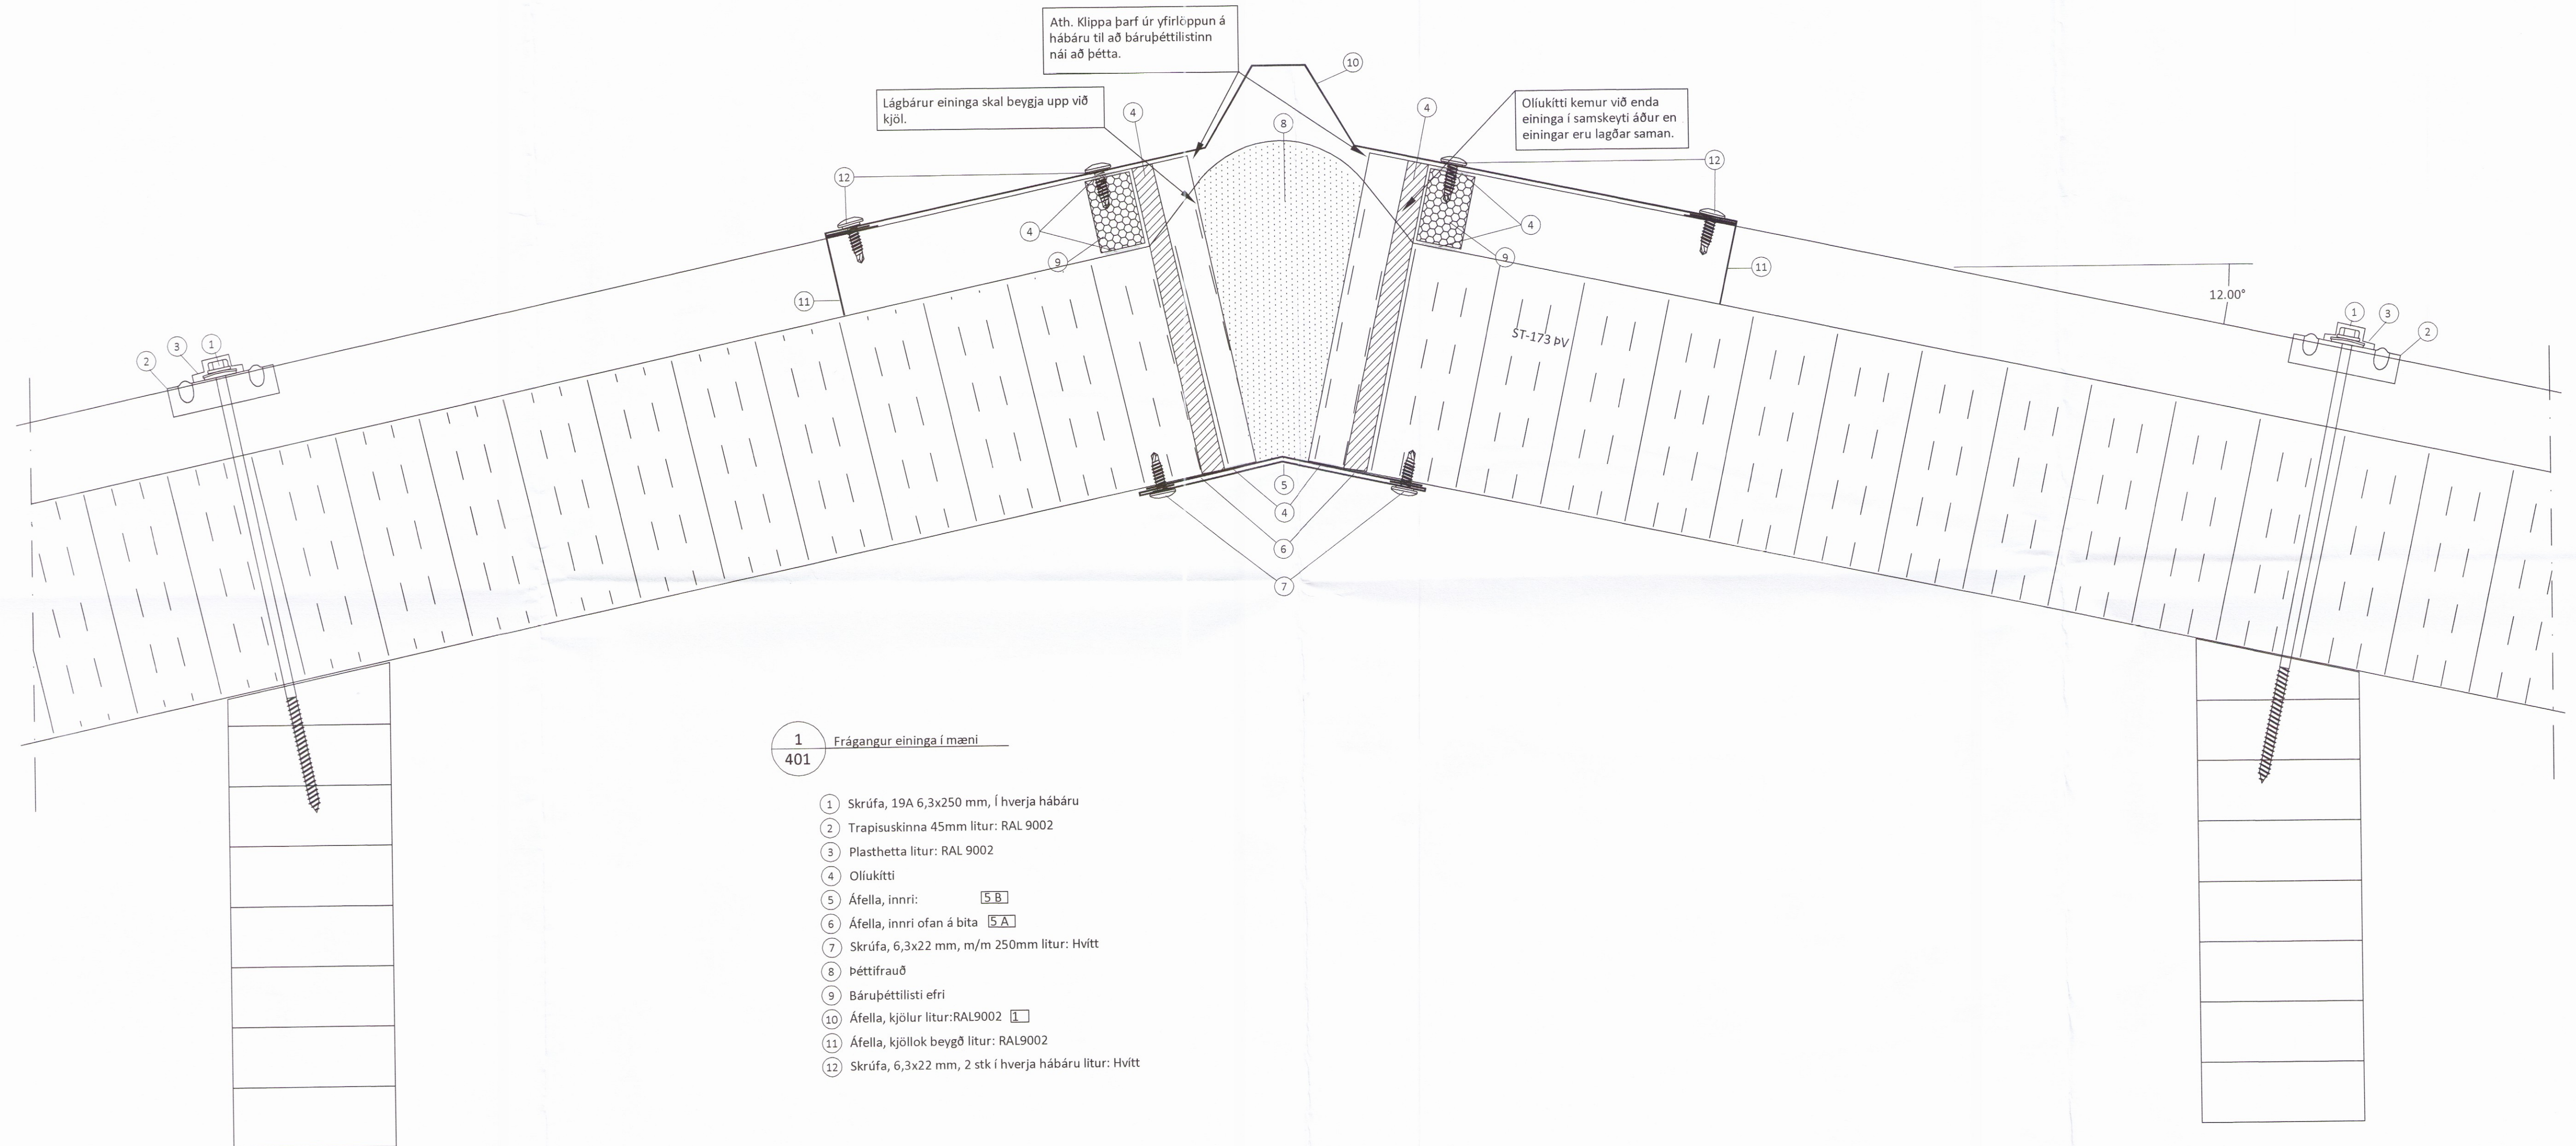 Ath. Klippa þarf úr yfirlöppun á
hábáru til að báruþéttilistinn
nái að þétta.
10
Lágbárur eininga skal beygja upp við
kjöl.
4
8
4
Olíukítti kemur við enda
eininga í samskeyti áður en
einingar eru lagðar saman.
12
12
4
4
9
9
11
11
12.00°
2
3
1
ST-173 ÞV
1
3
2
5
4
6
7
1
401
Frágangur eininga í mæni
1 Skrúfa, 19A 6,3x250 mm, Í hverja hábáru
2 Trapisuskinna 45mm litur: RAL 9002
3 Plasthetta litur: RAL 9002
4 Olíukítti
5 Áfella, innri: 5 B
6 Áfella, innri ofan á bita 5 A
7 Skrúfa, 6,3x22 mm, m/m 250mm litur: Hvítt
8 Þéttifrauð
9 Báruþéttilisti efri
10 Áfella, kjölur litur:RAL9002 1
11 Áfella, kjöllok beygð litur: RAL9002
12 Skrúfa, 6,3x22 mm, 2 stk í hverja hábáru litur: Hvítt